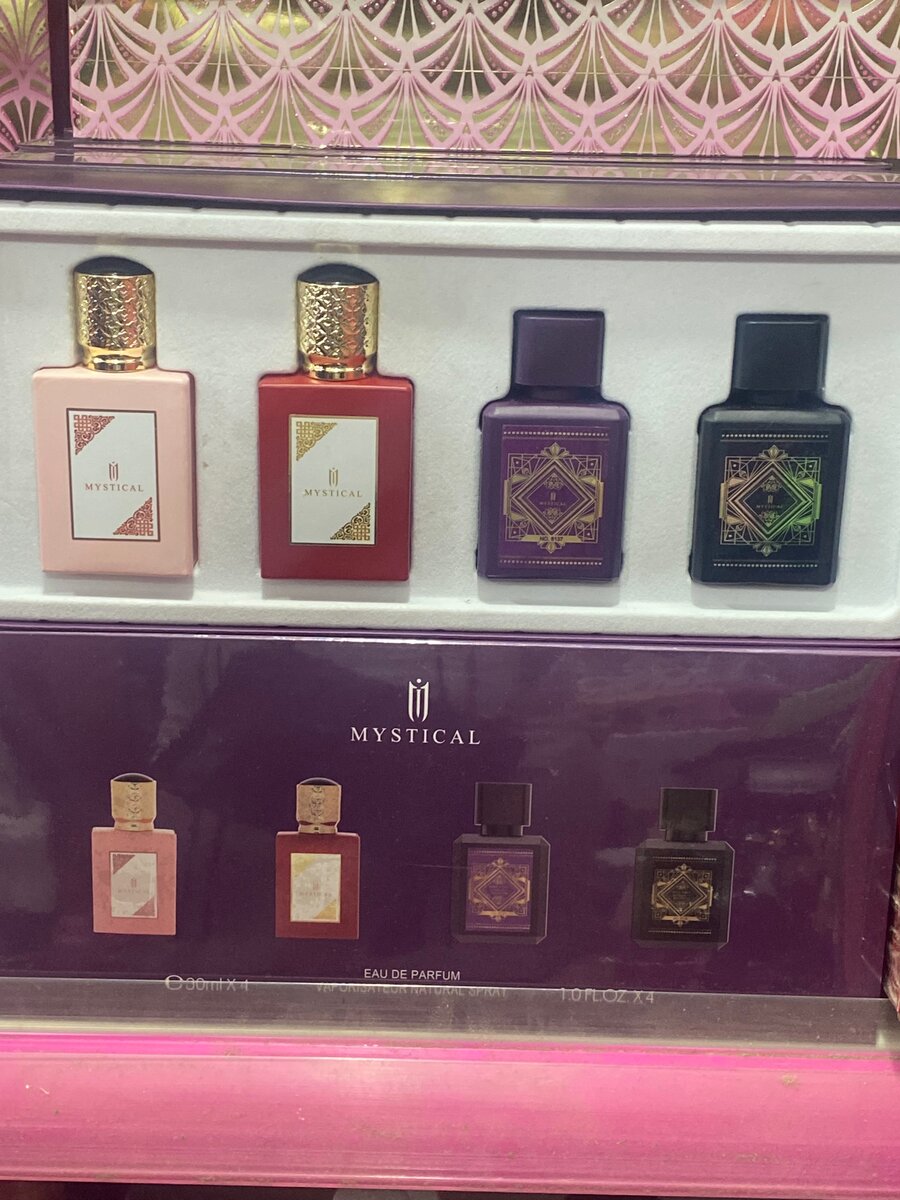 MYSTICAL
MYSTICAL
MYSTICAL
NO. 9137
MYSTICAL
MYSTICAL
EAU DE PARFUM
VAPORISATEUR NATURAL SPRAY
℮30ml X 4
1.0 FL.OZ. X 4